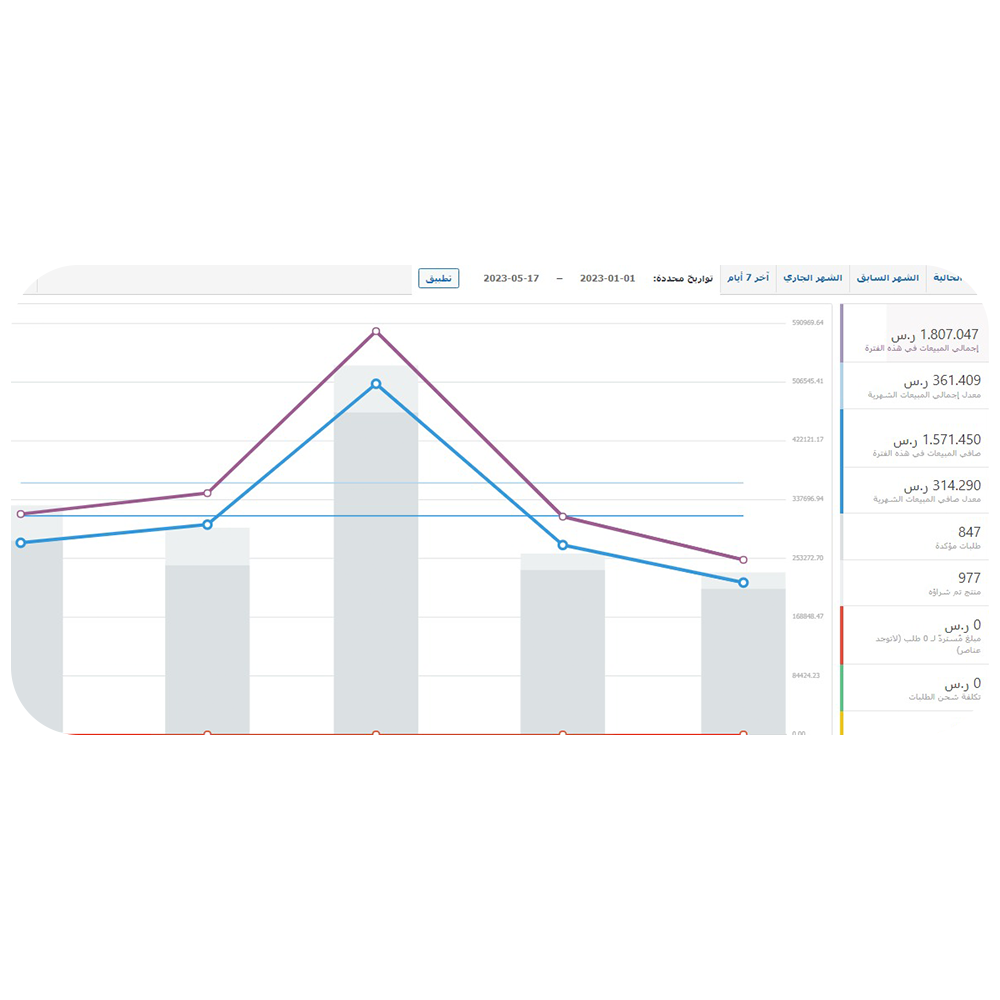 الشهر السابق
الشهر الجاري
آخر 7 أيام
تواريخ محددة:
2023-01-01
–
2023-05-17
تطبيق
1.807.047 ر.س
إجمالي المبيعات في هذه الفترة
361.409 ر.س
معدل إجمالي المبيعات الشهرية
1.571.450 ر.س
صافي المبيعات في هذه الفترة
314.290 ر.س
معدل صافي المبيعات الشهرية
847
طلبات مؤكدة
977
منتج تم شراؤه
0 ر.س
مبلغ مُستردّ لـ 0 طلب (لاتوجد
عناصر)
0 ر.س
تكلفة شحن الطلبات
590969.64
506545.41
422121.17
337696.94
253272.70
168848.47
84424.23
0.00